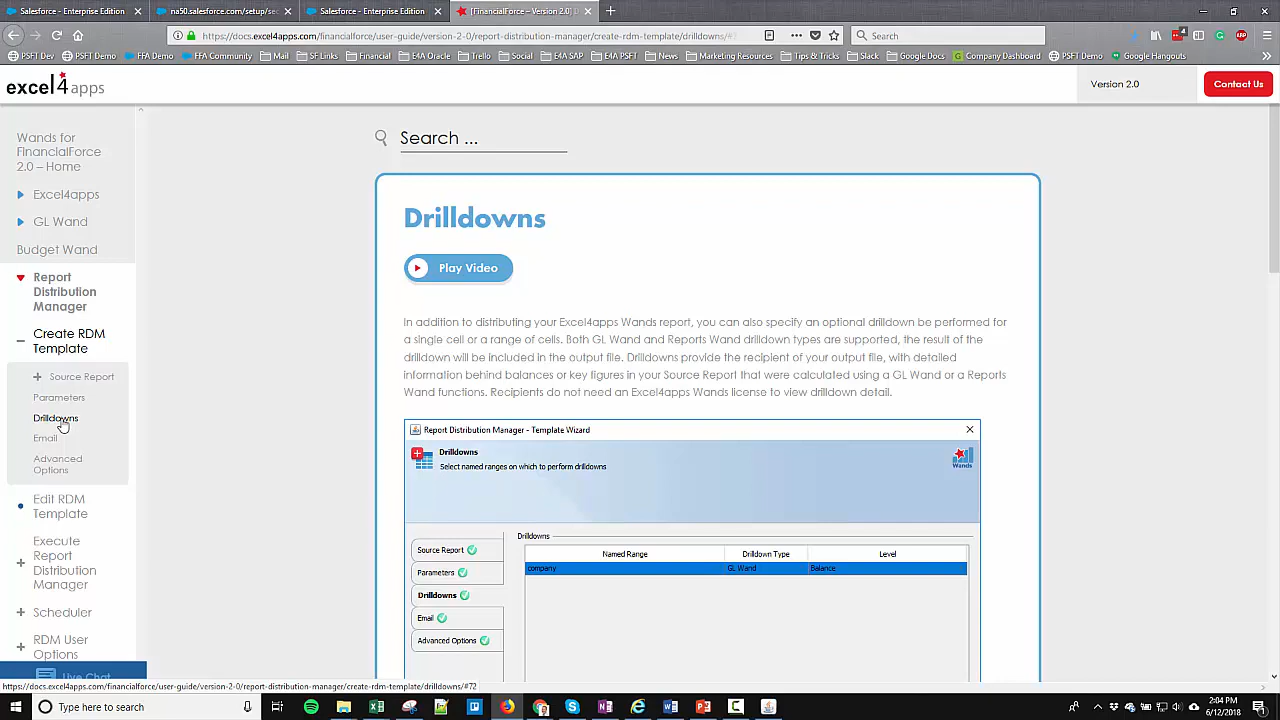 Salesforce - Enterprise Edition
na50.salesforce.com/setup/se
Salesforce - Enterprise Edition
[FinancialForce – Version 2.0] D
https://docs.excel4apps.com/financialforce/user-guide/version-2-0/report-distribution-manager/create-rdm-template/drilldowns/#
Search
PSFT Dev
PSFT Demo
FFA Demo
FFA Community
Mail
SF Links
Financial
E4A Oracle
Trello
Social
E4A SAP
E4A PSFT
News
Marketing Resources
Tips & Tricks
Slack
Google Docs
Company Dashboard
PSFT Demo
Google Hangouts
excel4apps
Version 2.0
Contact Us
Search ...
Wands for
FinancialForce
2.0 – Home
Excel4apps
GL Wand
Budget Wand
Report
Distribution
Manager
Create RDM
Template
Source Report
Parameters
Drilldowns
Email
Advanced
Options
Edit RDM
Template
Execute
Report
Distribution
Manager
Scheduler
RDM User
Options
Live Chat
Drilldowns
Play Video
In addition to distributing your Excel4apps Wands report, you can also specify an optional drilldown be performed for
a single cell or a range of cells. Both GL Wand and Reports Wand drilldown types are supported, the result of the
drilldown will be included in the output file. Drilldowns provide the recipient of your output file, with detailed
information behind balances or key figures in your Source Report that were calculated using a GL Wand or a Reports
Wand functions. Recipients do not need an Excel4apps Wands license to view drilldown detail.
Report Distribution Manager - Template Wizard
Drilldowns
Select named ranges on which to perform drilldowns
Wands
Source Report
Parameters
Drilldowns
Email
Advanced Options
Drilldowns
Named Range
Drilldown Type
Level
company
GL Wand
Balance
https://docs.excel4apps.com/financialforce/user-guide/version-2-0/report-distribution-manager/create-rdm-template/drilldowns/#72
Type here to search
2:04 PM
6/12/2018